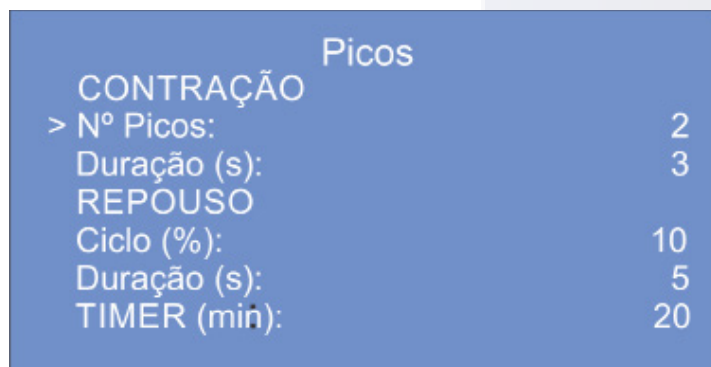 Picos
CONTRAÇÃO
> Nº Picos: 2
Duração (s): 3
REPOUSO
Ciclo (%): 10
Duração (s): 5
TIMER (min): 20